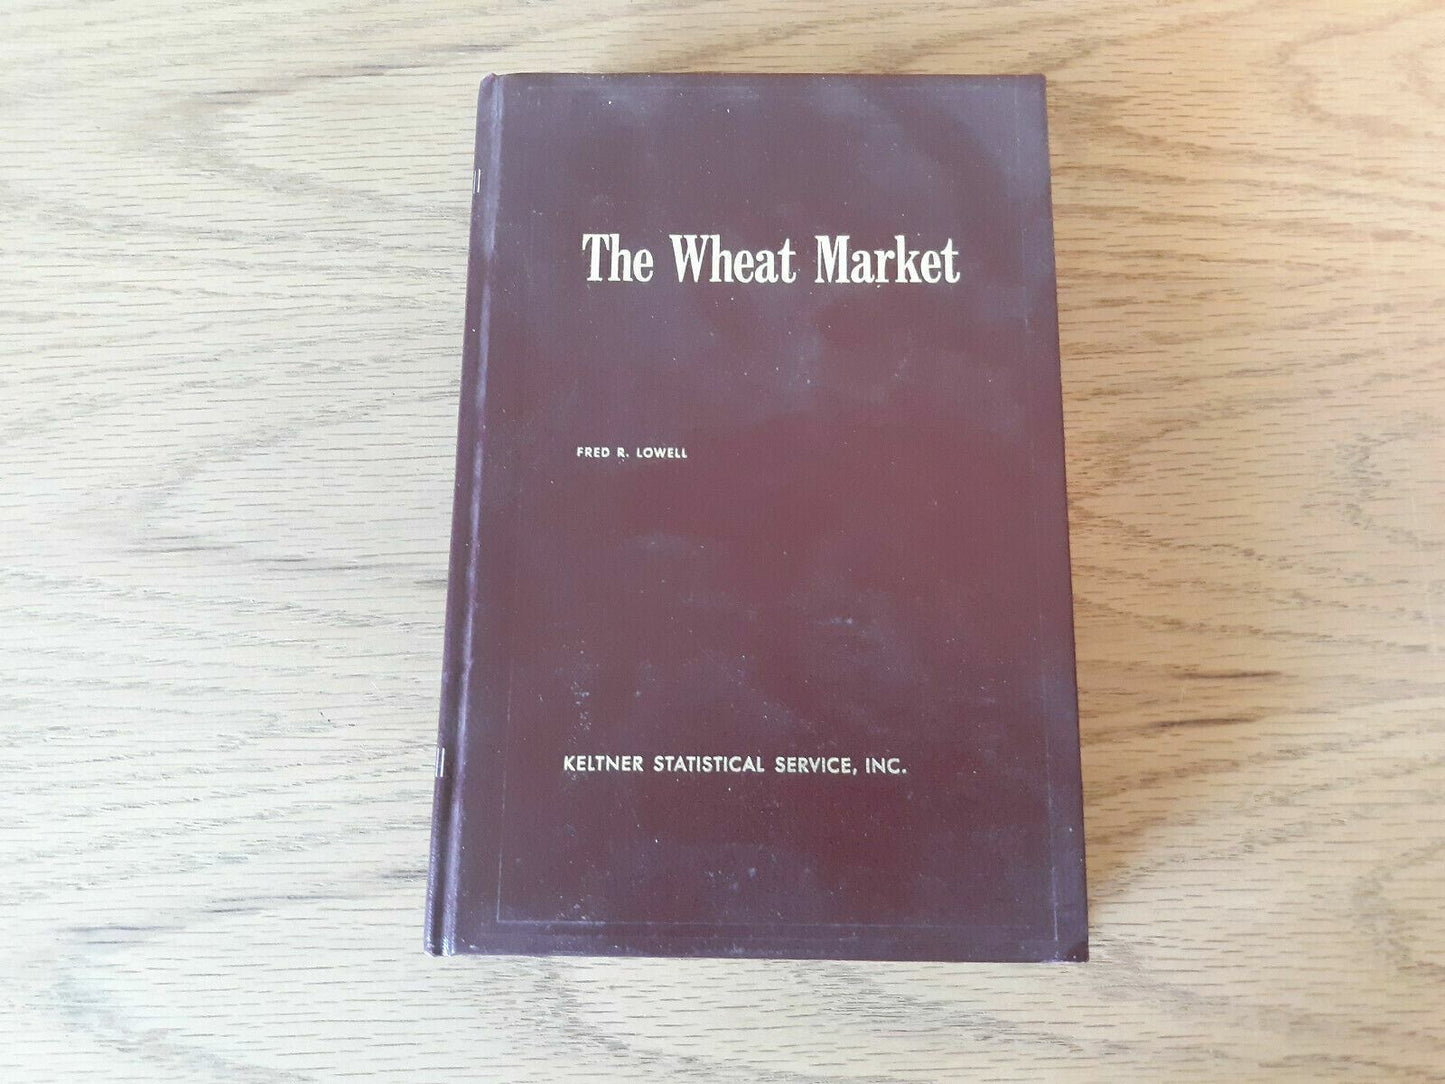 The Wheat Market
FRED R. LOWELL
KELTNER STATISTICAL SERVICE, INC.